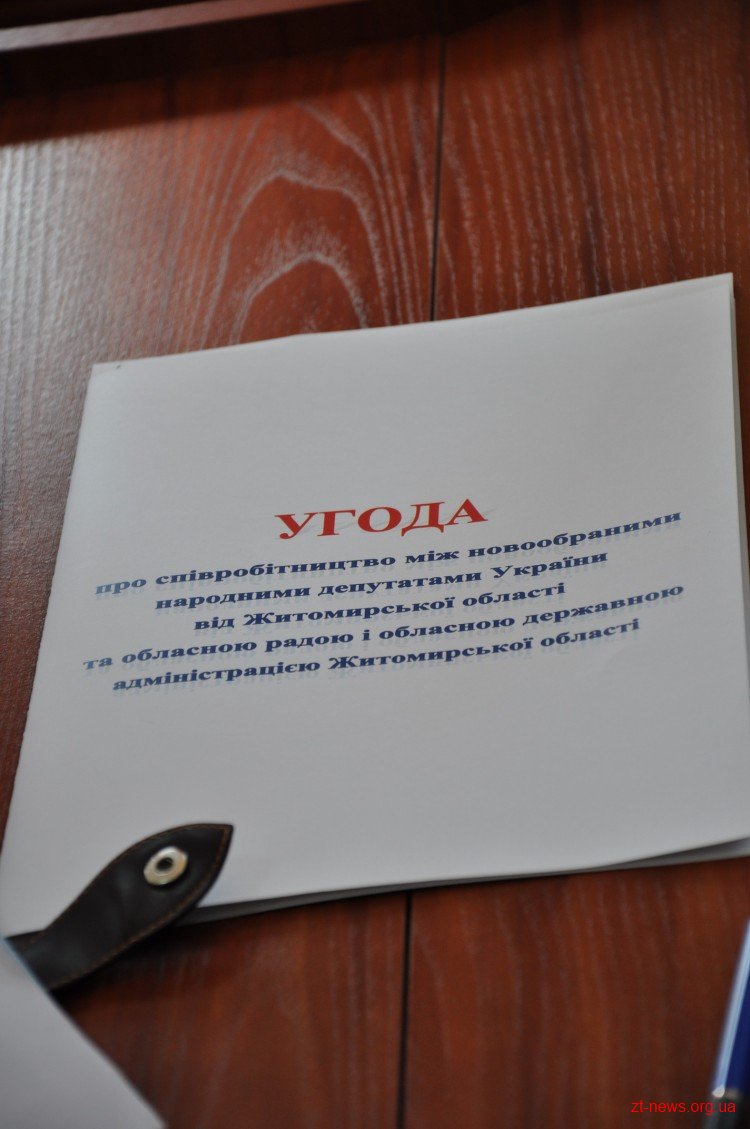 УГОДА
про співробітництво між новообраними
народними депутатами України
від Житомирської області
та обласною радою і обласною державною
адміністрацією Житомирської області
zt-news.org.ua